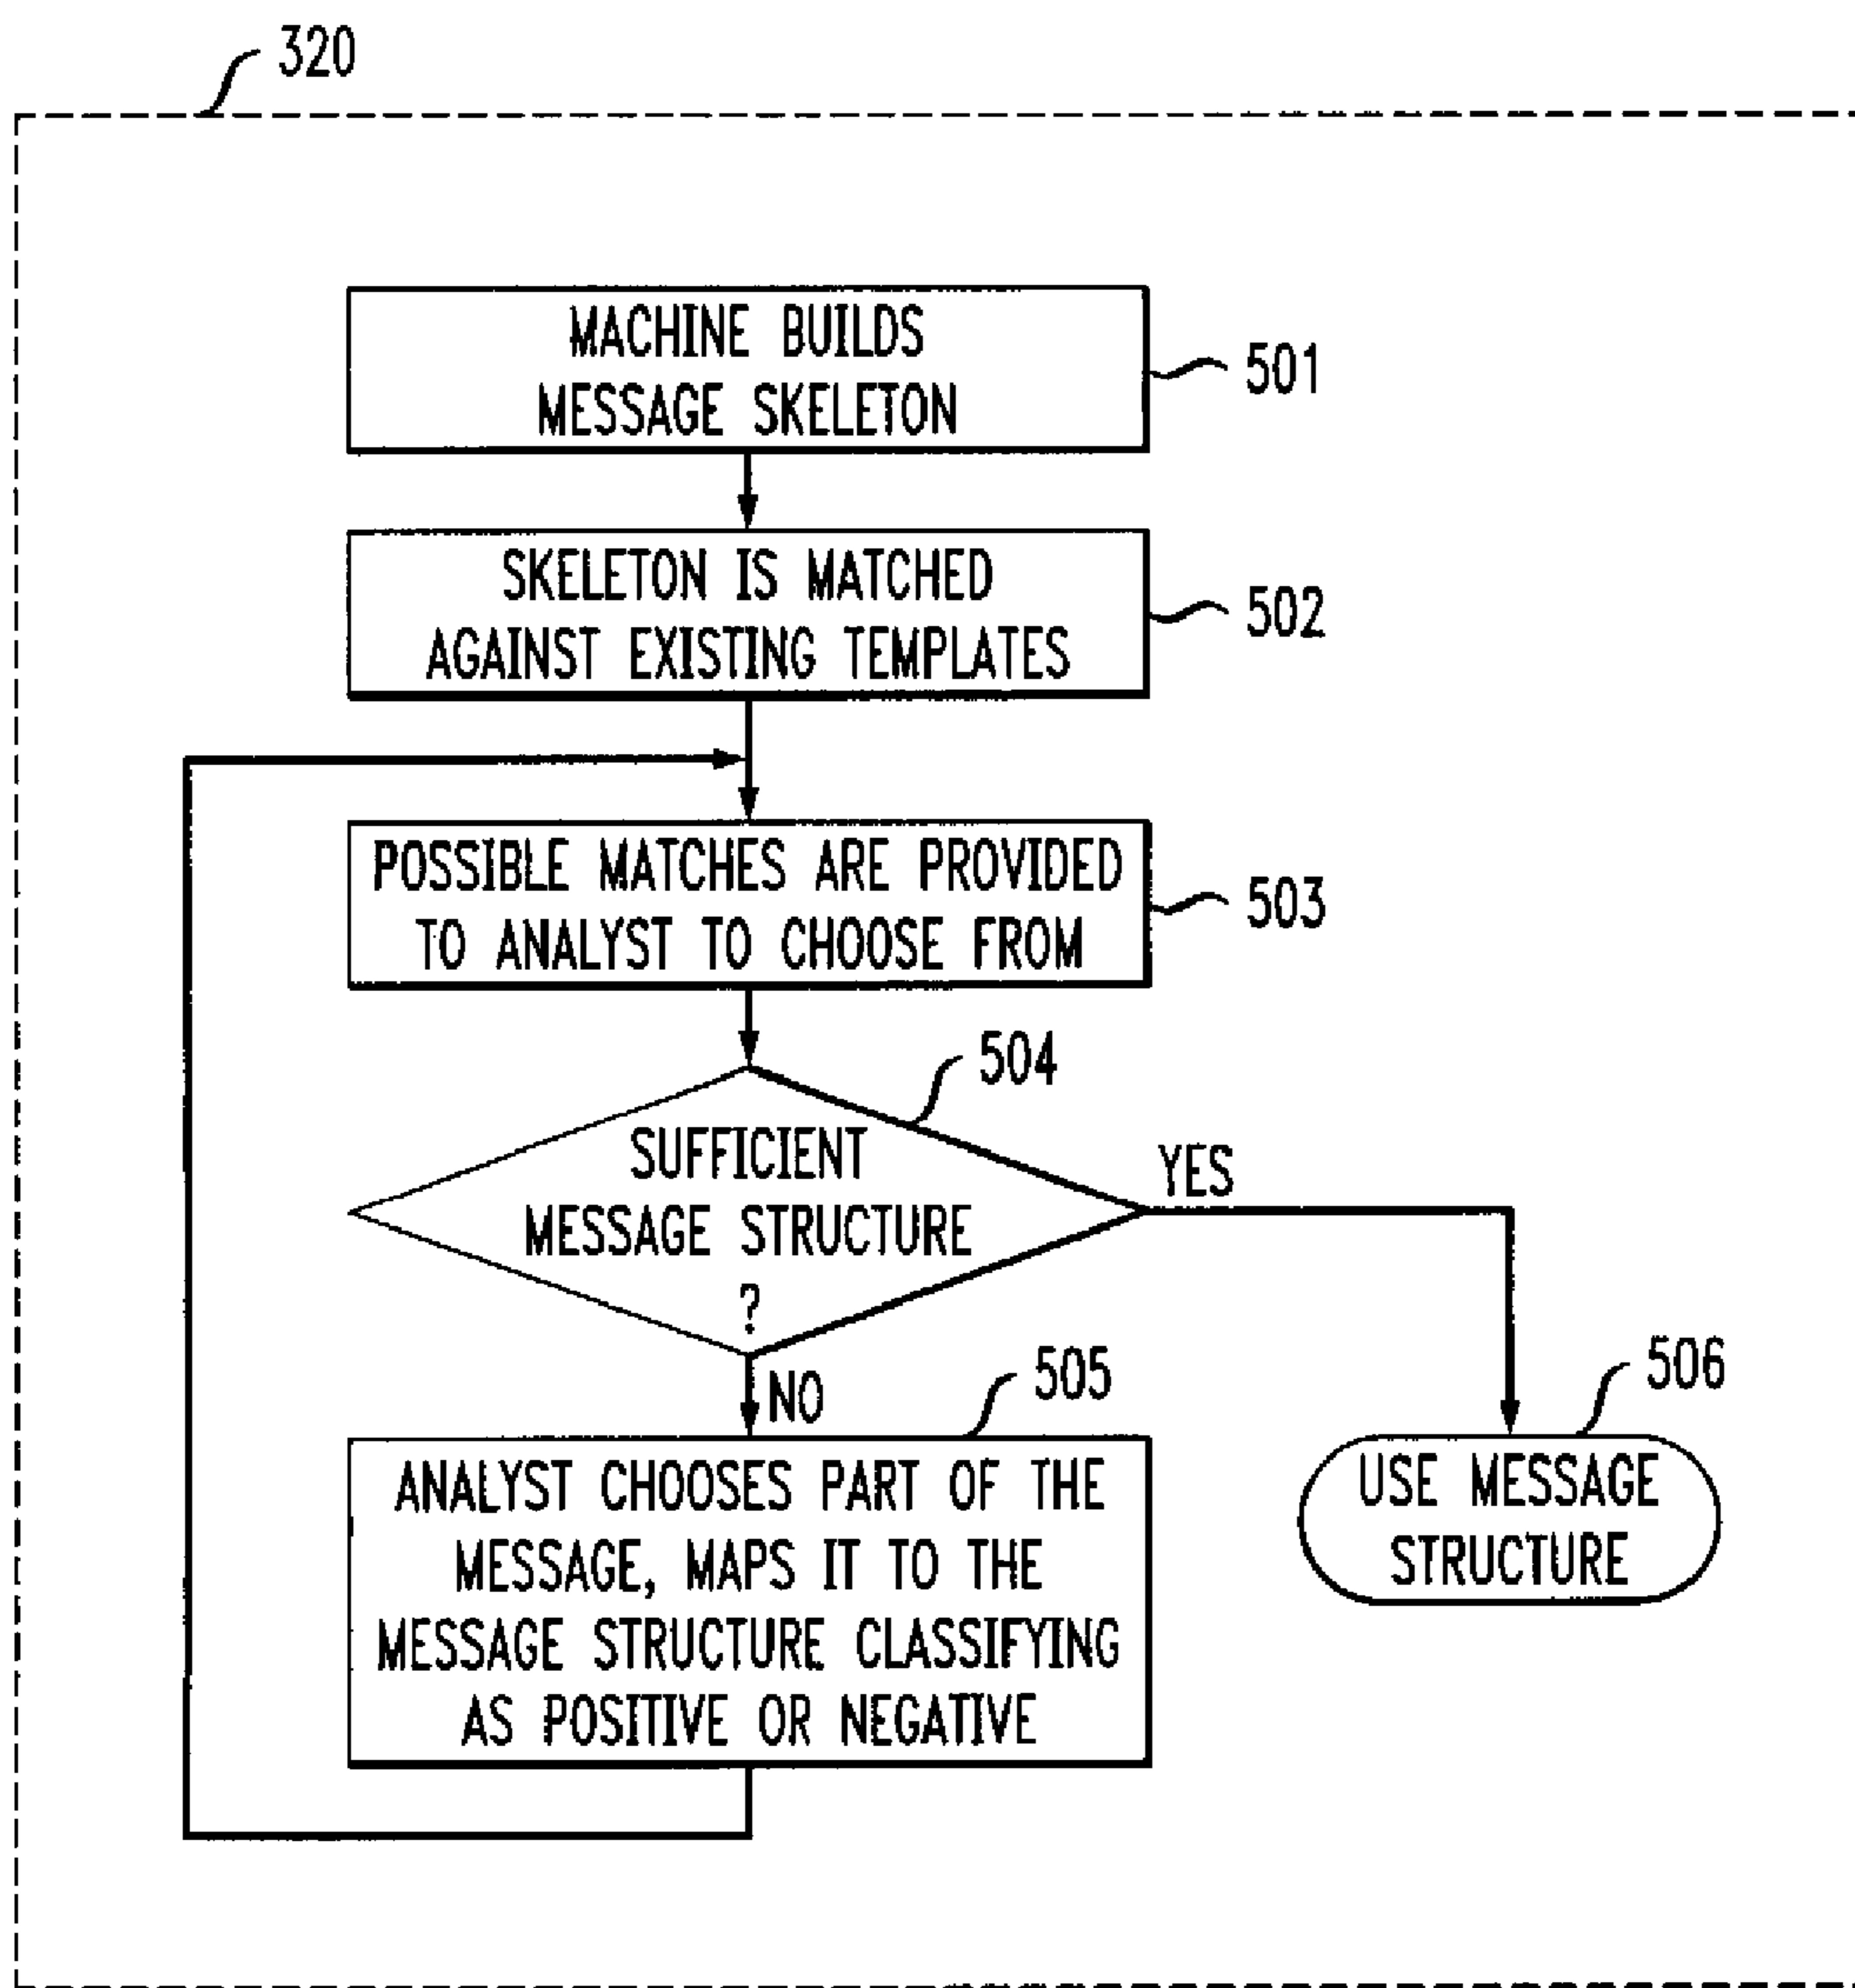 320
MACHINE BUILDS
MESSAGE SKELETON
501
SKELETON IS MATCHED
AGAINST EXISTING TEMPLATES
502
POSSIBLE MATCHES ARE PROVIDED
TO ANALYST TO CHOOSE FROM
503
504
SUFFICIENT
MESSAGE STRUCTURE
?
YES
NO
505
ANALYST CHOOSES PART OF THE
MESSAGE, MAPS IT TO THE
MESSAGE STRUCTURE CLASSIFYING
AS POSITIVE OR NEGATIVE
506
USE MESSAGE
STRUCTURE